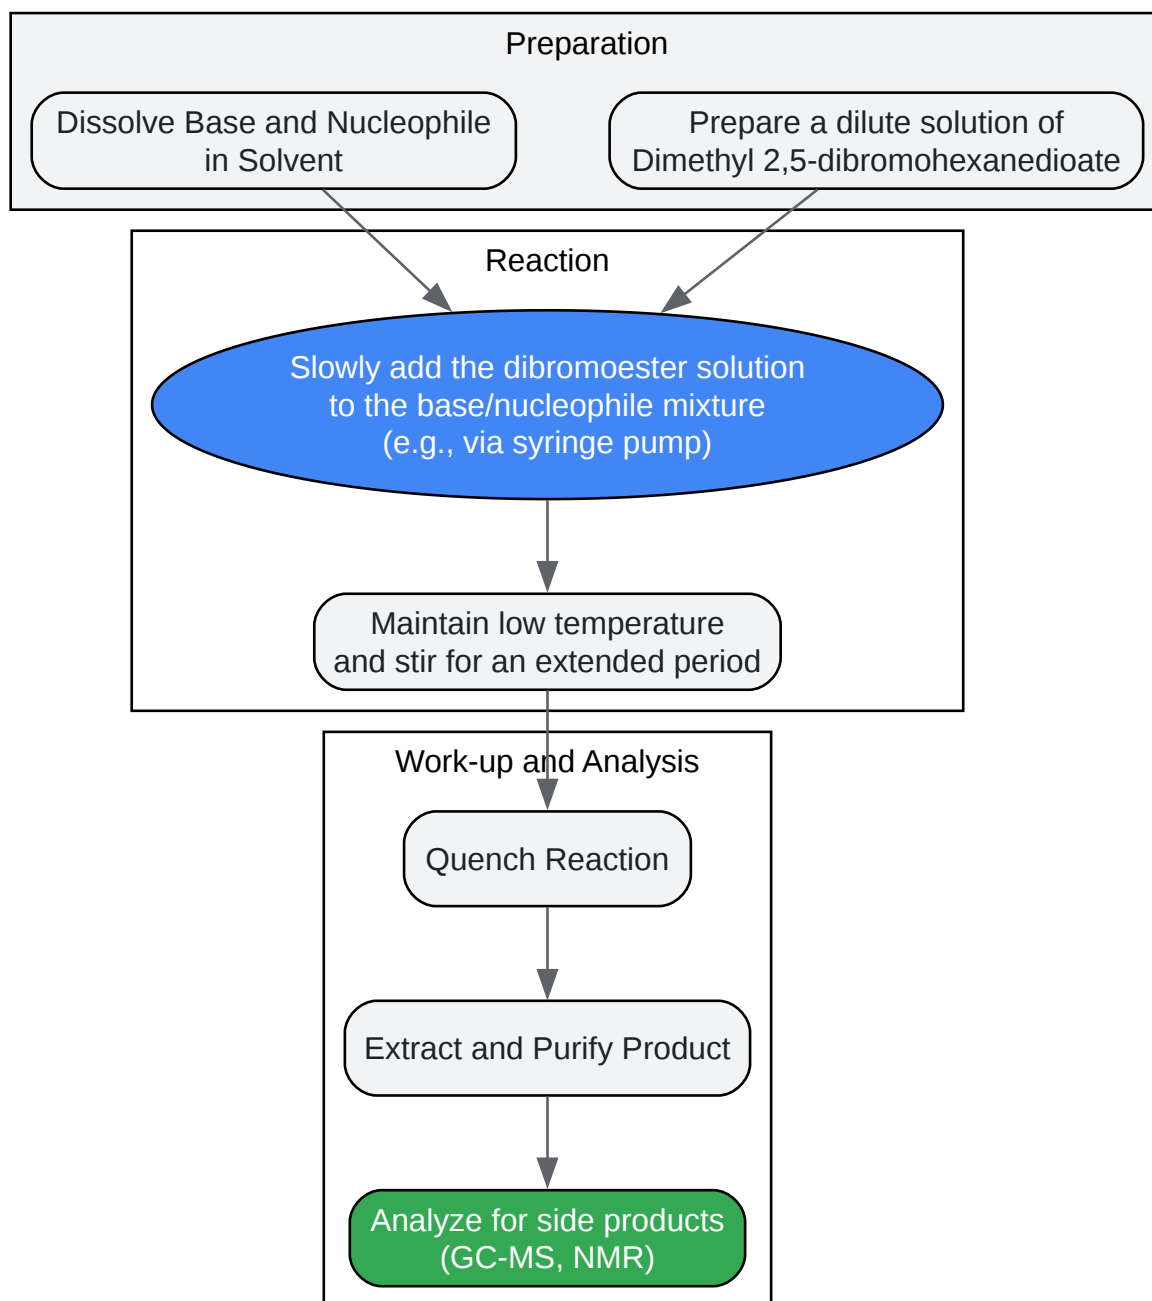 Preparation
Dissolve Base and Nucleophile
in Solvent
Prepare a dilute solution of
Dimethyl 2,5-dibromohexanedioate
Reaction
Slowly add the dibromoester solution
to the base/nucleophile mixture
(e.g., via syringe pump)
Maintain low temperature
and stir for an extended period
Work-up and Analysis
Quench Reaction
Extract and Purify Product
Analyze for side products
(GC-MS, NMR)